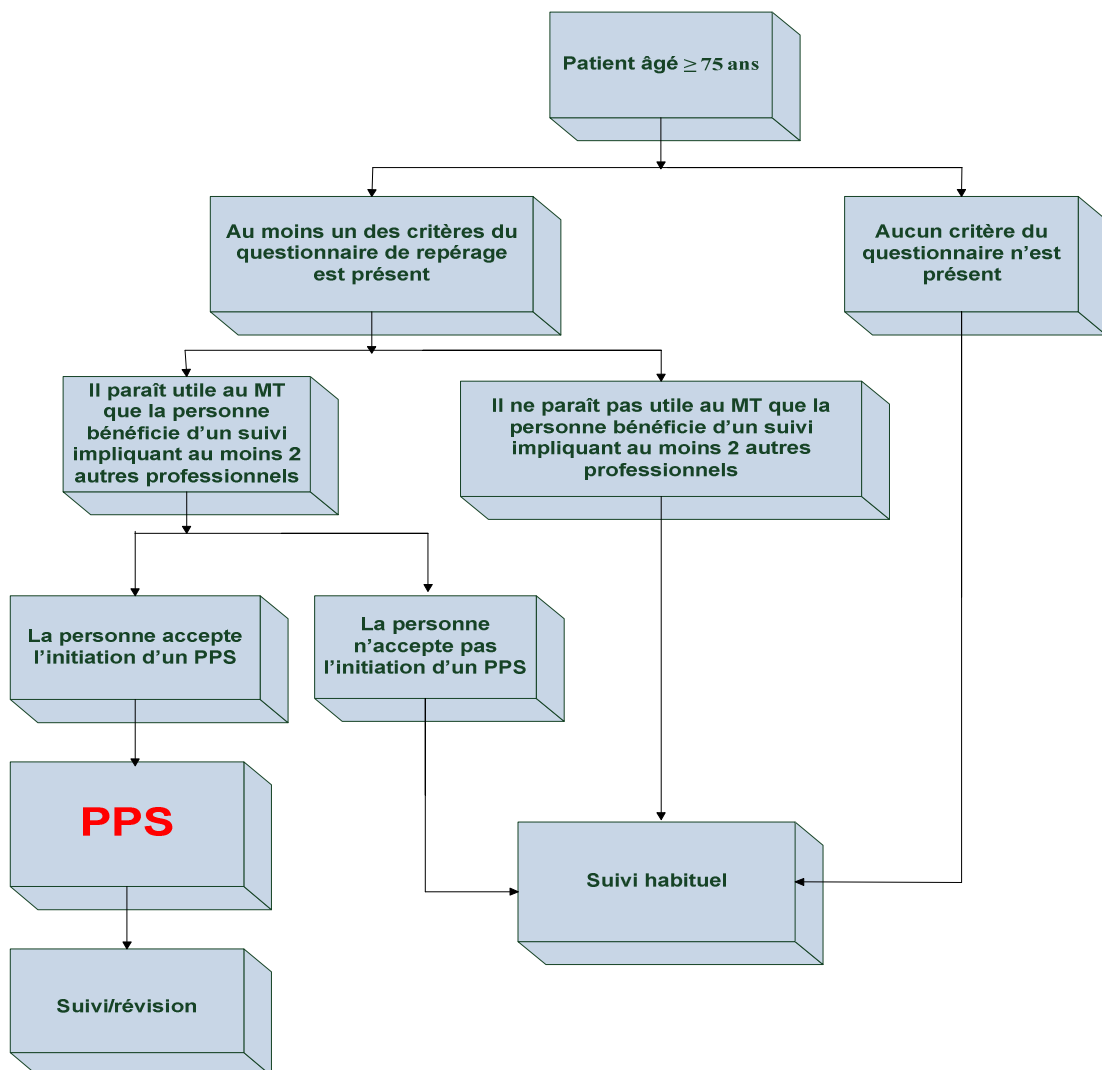 Patient âgé ≥ 75 ans
Au moins un des critères du
questionnaire de repérage
est présent
Aucun critère du
questionnaire n'est
présent
Il paraît utile au MT
que la personne
bénéficie d'un suivi
impliquant au moins 2
autres professionnels
Il ne paraît pas utile au MT que la
personne bénéficie d'un suivi
impliquant au moins 2 autres
professionnels
La personne accepte
l'initiation d'un PPS
La personne
n'accepte pas
l'initiation d'un PPS
PPS
Suivi habituel
Suivi/révision